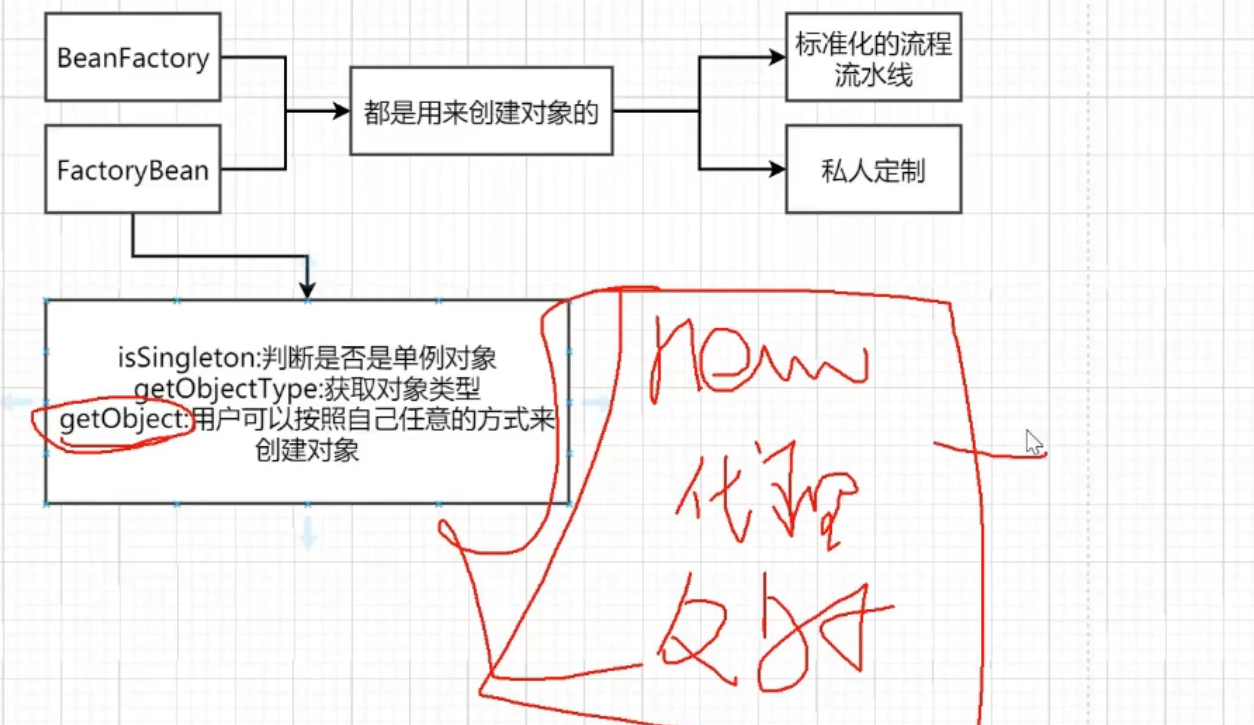 BeanFactory
标准化的流程
流水线
都是用来创建对象的
FactoryBean
私人定制
isSingleton:判断是否是单例对象
getObjectType:获取对象类型
getObject:用户可以按照自己任意的方式来
创建对象
new
代理
反射